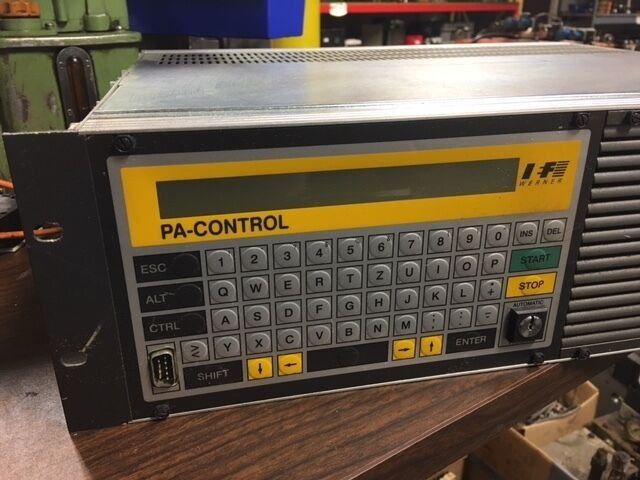 IEF
WERNER
PA-CONTROL
ESC 1 2 3 4 5 6 7 8 9 0 INS DEL
ALT Q W E R T Z U I O P START
CTRL A S D F G H J K L STOP
Y X C V B N M AUTOMATIC
SHIFT ↓ ← → ↑ ENTER